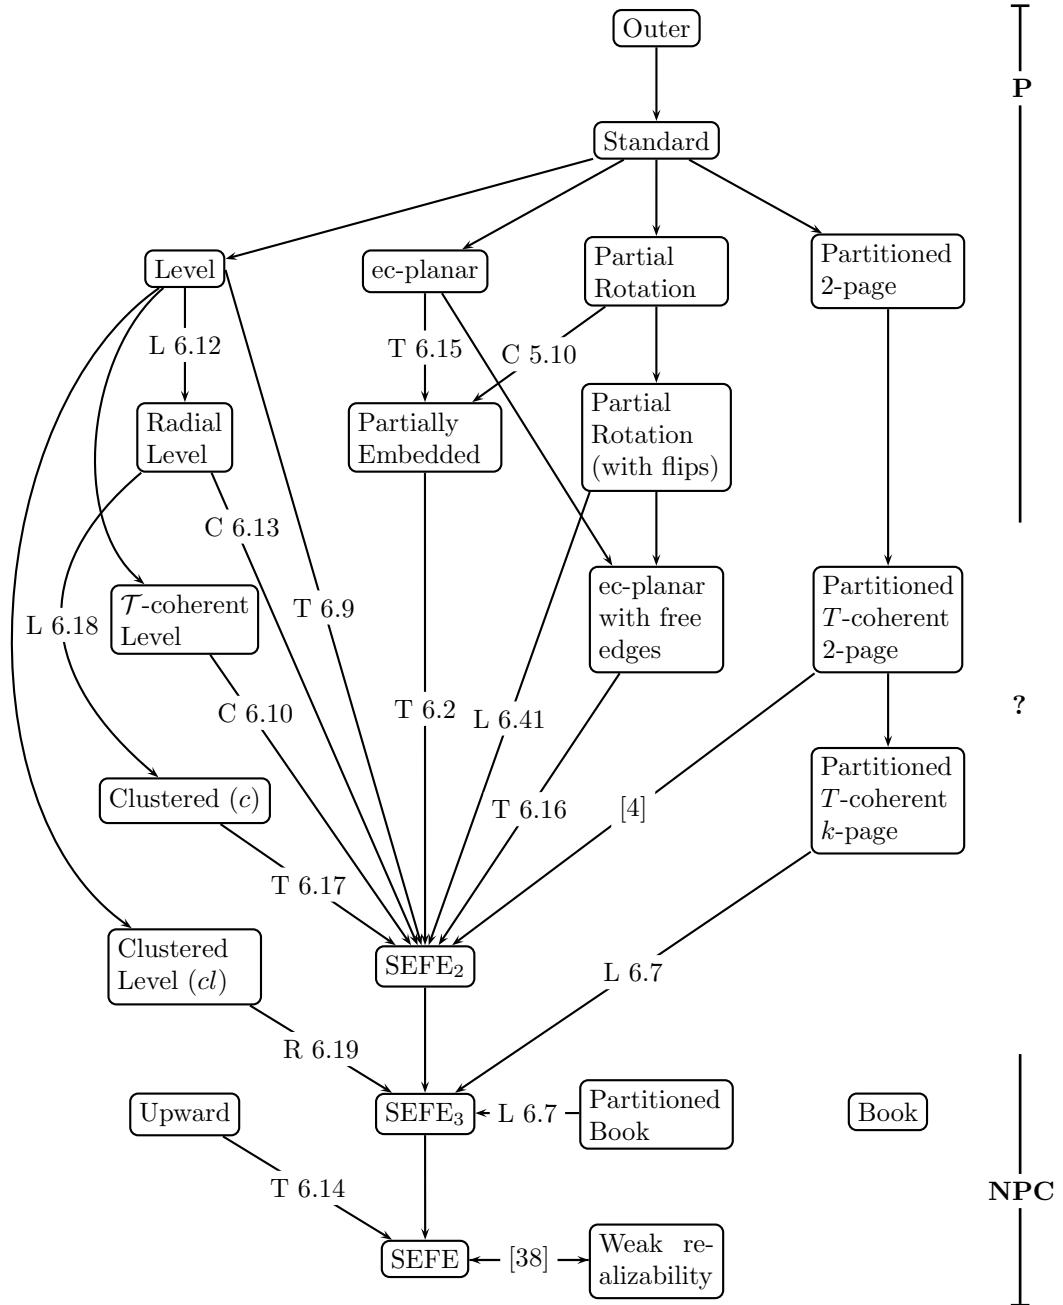 Outer
P
Standard
Level
ec-planar
Partial
Rotation
Partitioned
2-page
L 6.12
T 6.15
C 5.10
Radial
Level
Partially
Embedded
Partial
Rotation
(with flips)
C 6.13
𝒯-coherent
Level
T 6.9
L 6.18
ec-planar
with free
edges
Partitioned
T-coherent
2-page
C 6.10
T 6.2
L 6.41
?
Clustered (c)
T 6.16
[4]
Partitioned
T-coherent
k-page
T 6.17
Clustered
Level (cl)
SEFE₂
L 6.7
R 6.19
Upward
SEFE₃
L 6.7
Partitioned
Book
Book
T 6.14
NPC
SEFE
[38]
Weak re-
alizability